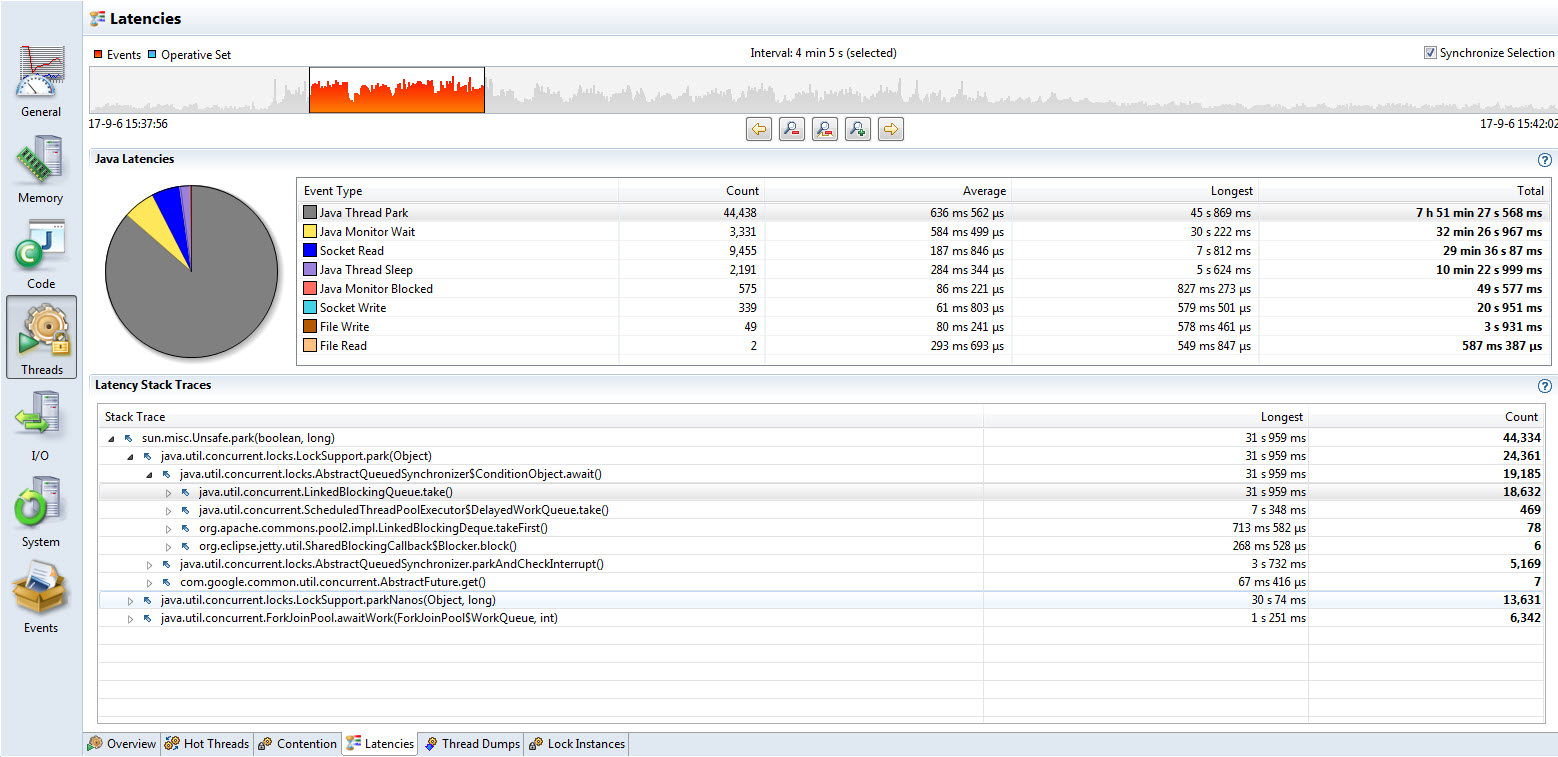 Latencies
Events Operative Set Interval: 4 min 5 s (selected) Synchronize Selection
17-9-6 15:37:56 17-9-6 15:42:02
General
Memory
Code
Threads
I/O
System
Events
Java Latencies
Event Type Count Average Longest Total
Java Thread Park 44,438 636 ms 562 µs 45 s 869 ms 7 h 51 min 27 s 568 ms
Java Monitor Wait 3,331 584 ms 499 µs 30 s 222 ms 32 min 26 s 967 ms
Socket Read 9,455 187 ms 846 µs 7 s 812 ms 29 min 36 s 87 ms
Java Thread Sleep 2,191 284 ms 344 µs 5 s 624 ms 10 min 22 s 999 ms
Java Monitor Blocked 575 86 ms 221 µs 827 ms 273 µs 49 s 577 ms
Socket Write 339 61 ms 803 µs 579 ms 501 µs 20 s 951 ms
File Write 49 80 ms 241 µs 578 ms 461 µs 3 s 931 ms
File Read 2 293 ms 693 µs 549 ms 847 µs 587 ms 387 µs
Latency Stack Traces
Stack Trace Longest Count
sun.misc.Unsafe.park(boolean, long) 31 s 959 ms 44,334
java.util.concurrent.locks.LockSupport.park(Object) 31 s 959 ms 24,361
java.util.concurrent.locks.AbstractQueuedSynchronizer$ConditionObject.await() 31 s 959 ms 19,185
java.util.concurrent.LinkedBlockingQueue.take() 31 s 959 ms 18,632
java.util.concurrent.ScheduledThreadPoolExecutor$DelayedWorkQueue.take() 7 s 348 ms 469
org.apache.commons.pool2.impl.LinkedBlockingDeque.takeFirst() 713 ms 582 µs 78
org.eclipse.jetty.util.SharedBlockingCallback$Blocker.block() 268 ms 528 µs 6
java.util.concurrent.locks.AbstractQueuedSynchronizer.parkAndCheckInterrupt() 3 s 732 ms 5,169
com.google.common.util.concurrent.AbstractFuture.get() 67 ms 416 µs 7
java.util.concurrent.locks.LockSupport.parkNanos(Object, long) 30 s 74 ms 13,631
java.util.concurrent.ForkJoinPool.awaitWork(ForkJoinPool$WorkQueue, int) 1 s 251 ms 6,342
Overview Hot Threads Contention Latencies Thread Dumps Lock Instances